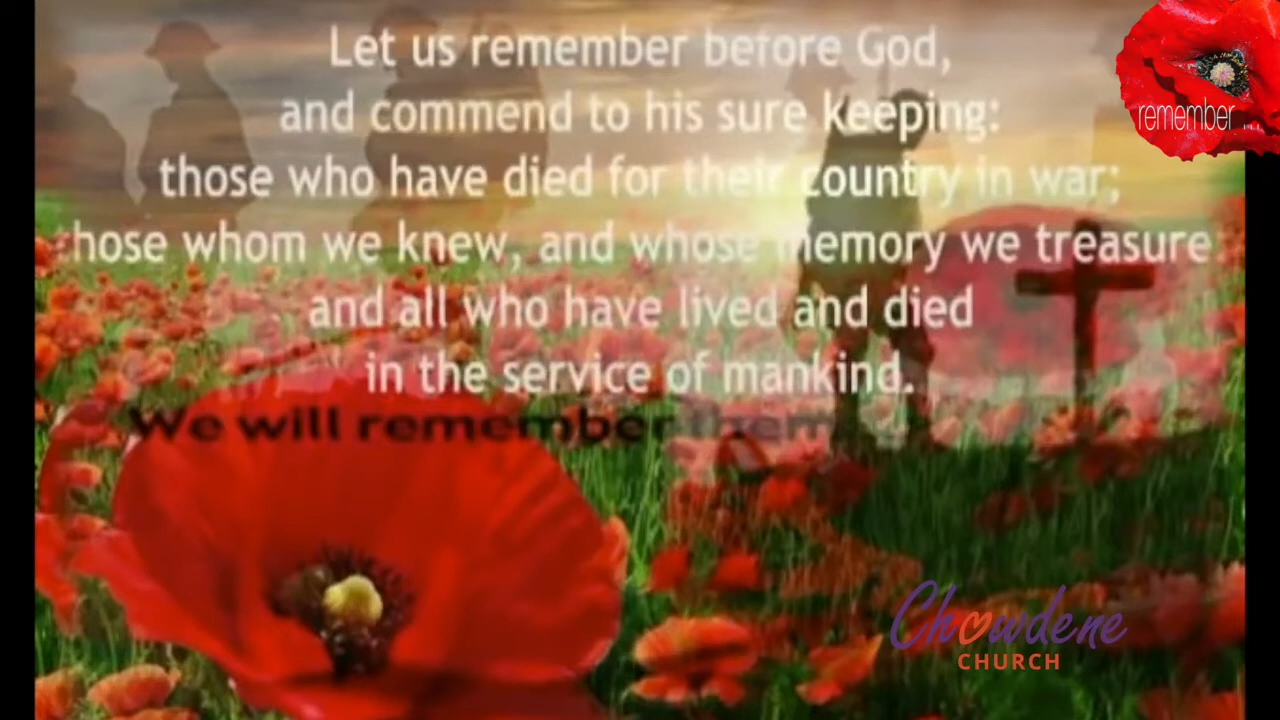 Let us remember before God,
and commend to his sure keeping:
those who have died for their country in war;
those whom we knew, and whose memory we treasure
and all who have lived and died
in the service of mankind.
We will remember them
remember
Chowdene
CHURCH